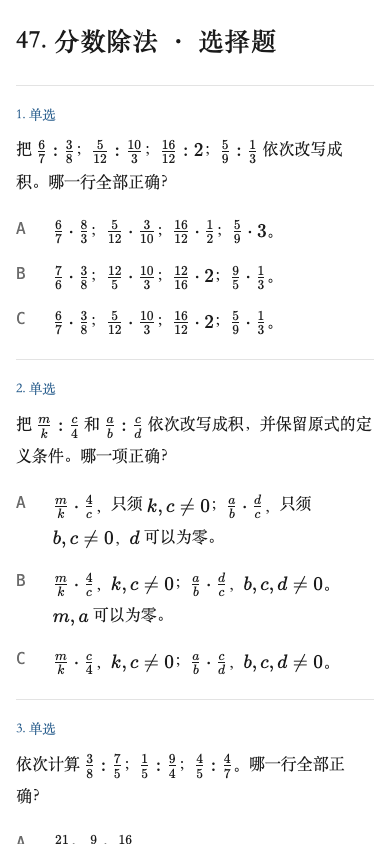 47. 分数除法 · 选择题
1. 单选
把 6/7 : 3/8； 5/12 : 10/3； 16/12 : 2； 5/9 : 1/3 依次改写成
积。哪一行全部正确？
A 6/7 · 8/3； 5/12 · 3/10； 16/12 · 1/2； 5/9 · 3。
B 7/6 · 3/8； 12/5 · 10/3； 12/16 · 2； 9/5 · 1/3。
C 6/7 · 3/8； 5/12 · 10/3； 16/12 · 2； 5/9 · 1/3。
2. 单选
把 m/k : c/4 和 a/b : c/d 依次改写成积，并保留原式的定
义条件。哪一项正确？
A m/k · 4/c，只须 k, c ≠ 0； a/b · d/c，只须
b, c ≠ 0，d 可以为零。
B m/k · 4/c，k, c ≠ 0； a/b · d/c，b, c, d ≠ 0。
m, a 可以为零。
C m/k · c/4，k, c ≠ 0； a/b · c/d，b, c, d ≠ 0。
3. 单选
依次计算 3/8 : 7/5； 1/5 : 9/4； 4/5 : 4/7。哪一行全部正
确？
21 9 16